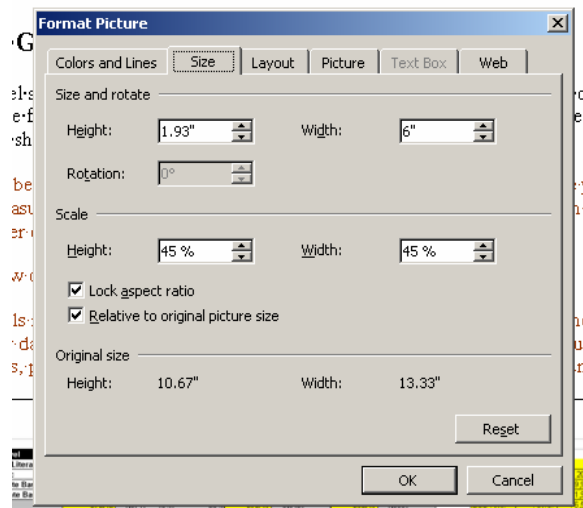 Format Picture
Colors and Lines Size Layout Picture Text Box Web
Size and rotate
Height: 1.93" Width: 6"
Rotation: 0°
Scale
Height: 45 % Width: 45 %
Lock aspect ratio
Relative to original picture size
Original size
Height: 10.67" Width: 13.33"
Reset
OK Cancel